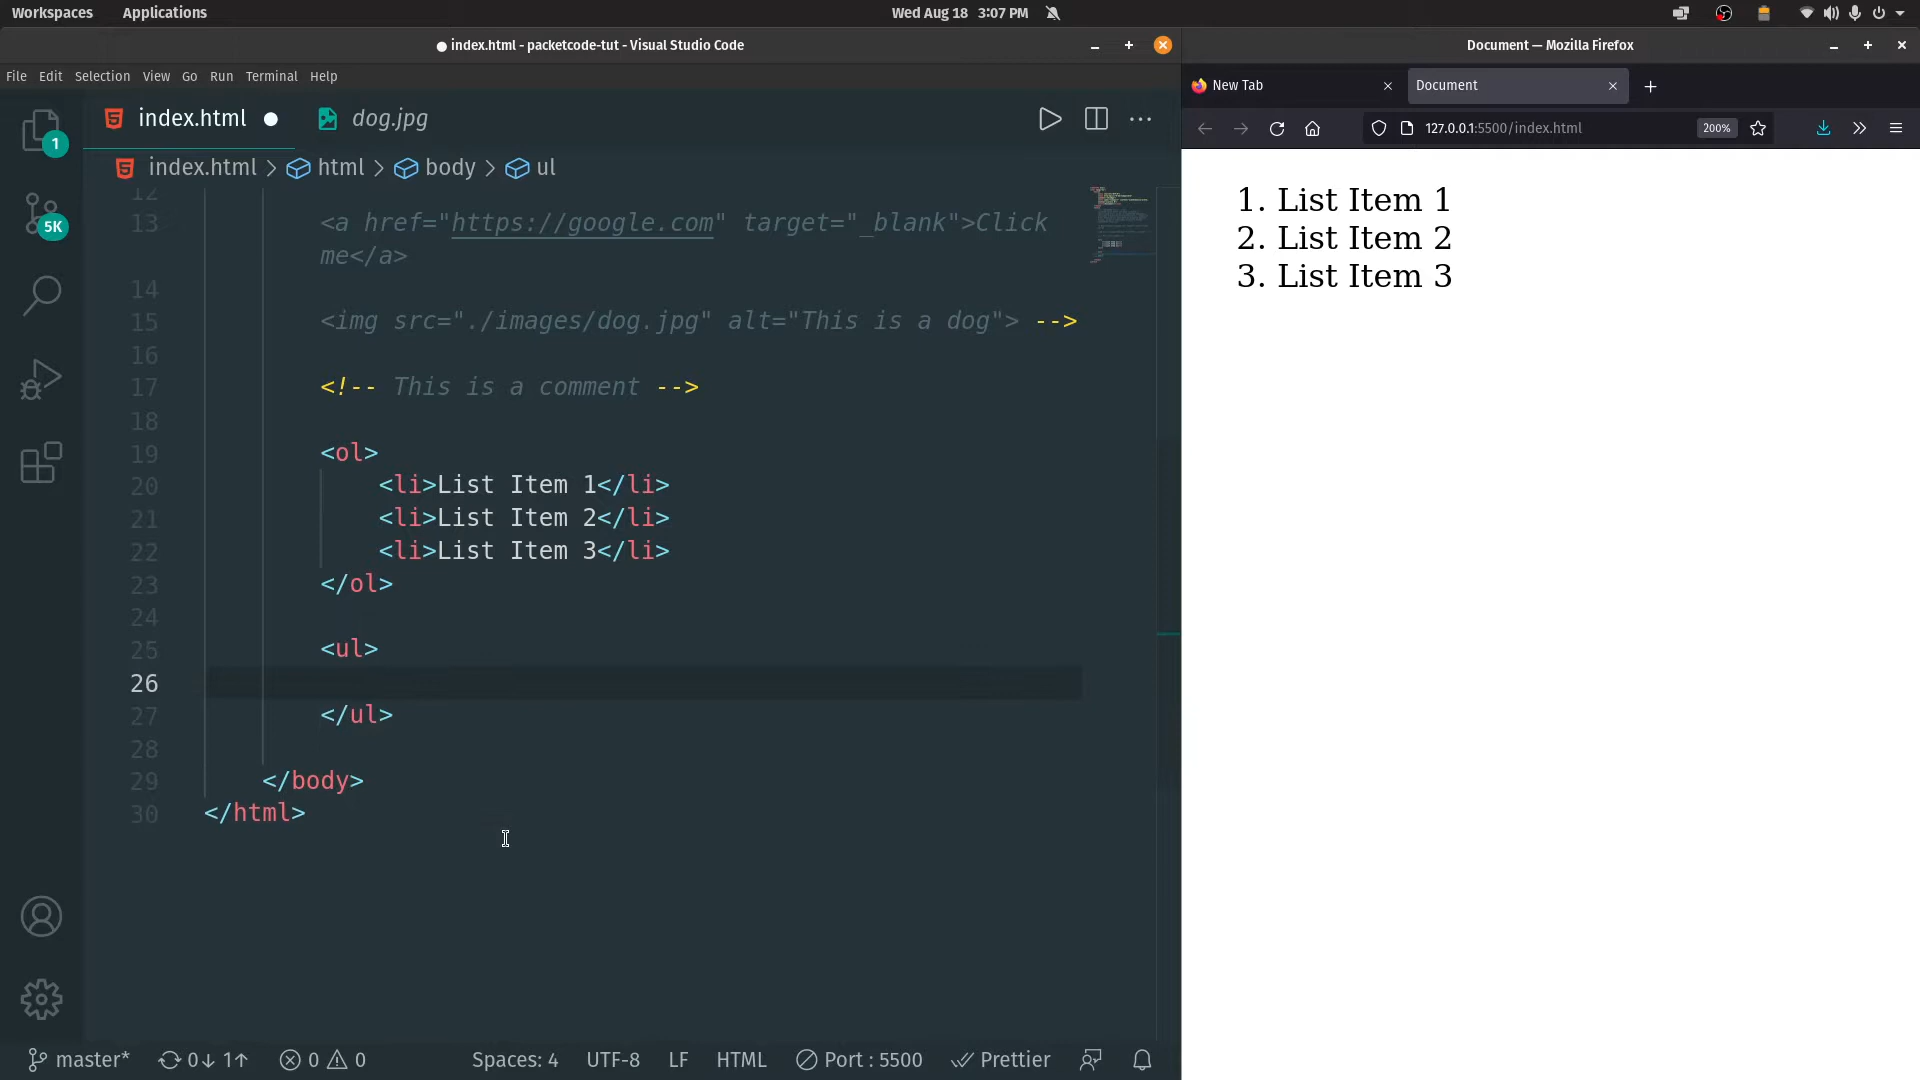 Workspaces Applications Wed Aug 18 3:07 PM
● index.html - packetcode-tut - Visual Studio Code
File Edit Selection View Go Run Terminal Help
index.html dog.jpg
index.html > html > body > ul
1
5K
12
13 <a href="https://google.com" target="_blank">Click
me</a>
14
15 <img src="./images/dog.jpg" alt="This is a dog"> -->
16
17 <!-- This is a comment -->
18
19 <ol>
20 <li>List Item 1</li>
21 <li>List Item 2</li>
22 <li>List Item 3</li>
23 </ol>
24
25 <ul>
26
27 </ul>
28
29 </body>
30 </html>
master* 0↓ 1↑ 0 0 Spaces: 4 UTF-8 LF HTML Port : 5500 Prettier
Document — Mozilla Firefox
New Tab Document
127.0.0.1:5500/index.html 200%
1. List Item 1
2. List Item 2
3. List Item 3